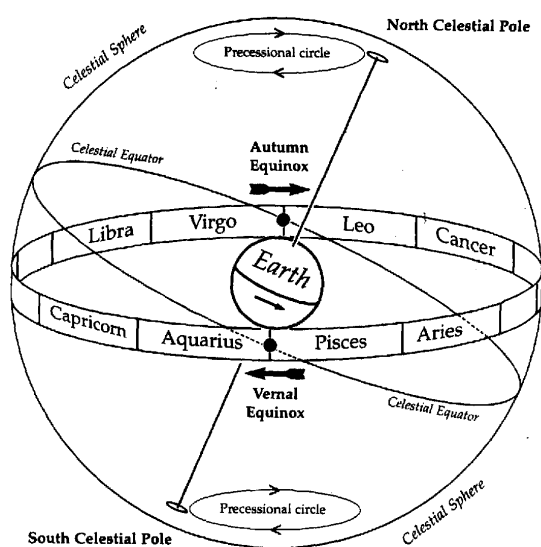 North Celestial Pole
Celestial Sphere
Precessional circle
Celestial Equator
Autumn
Equinox
Libra
Virgo
Leo
Cancer
Earth
Capricorn
Aquarius
Pisces
Aries
Vernal
Equinox
Celestial Equator
Precessional circle
Celestial Sphere
South Celestial Pole